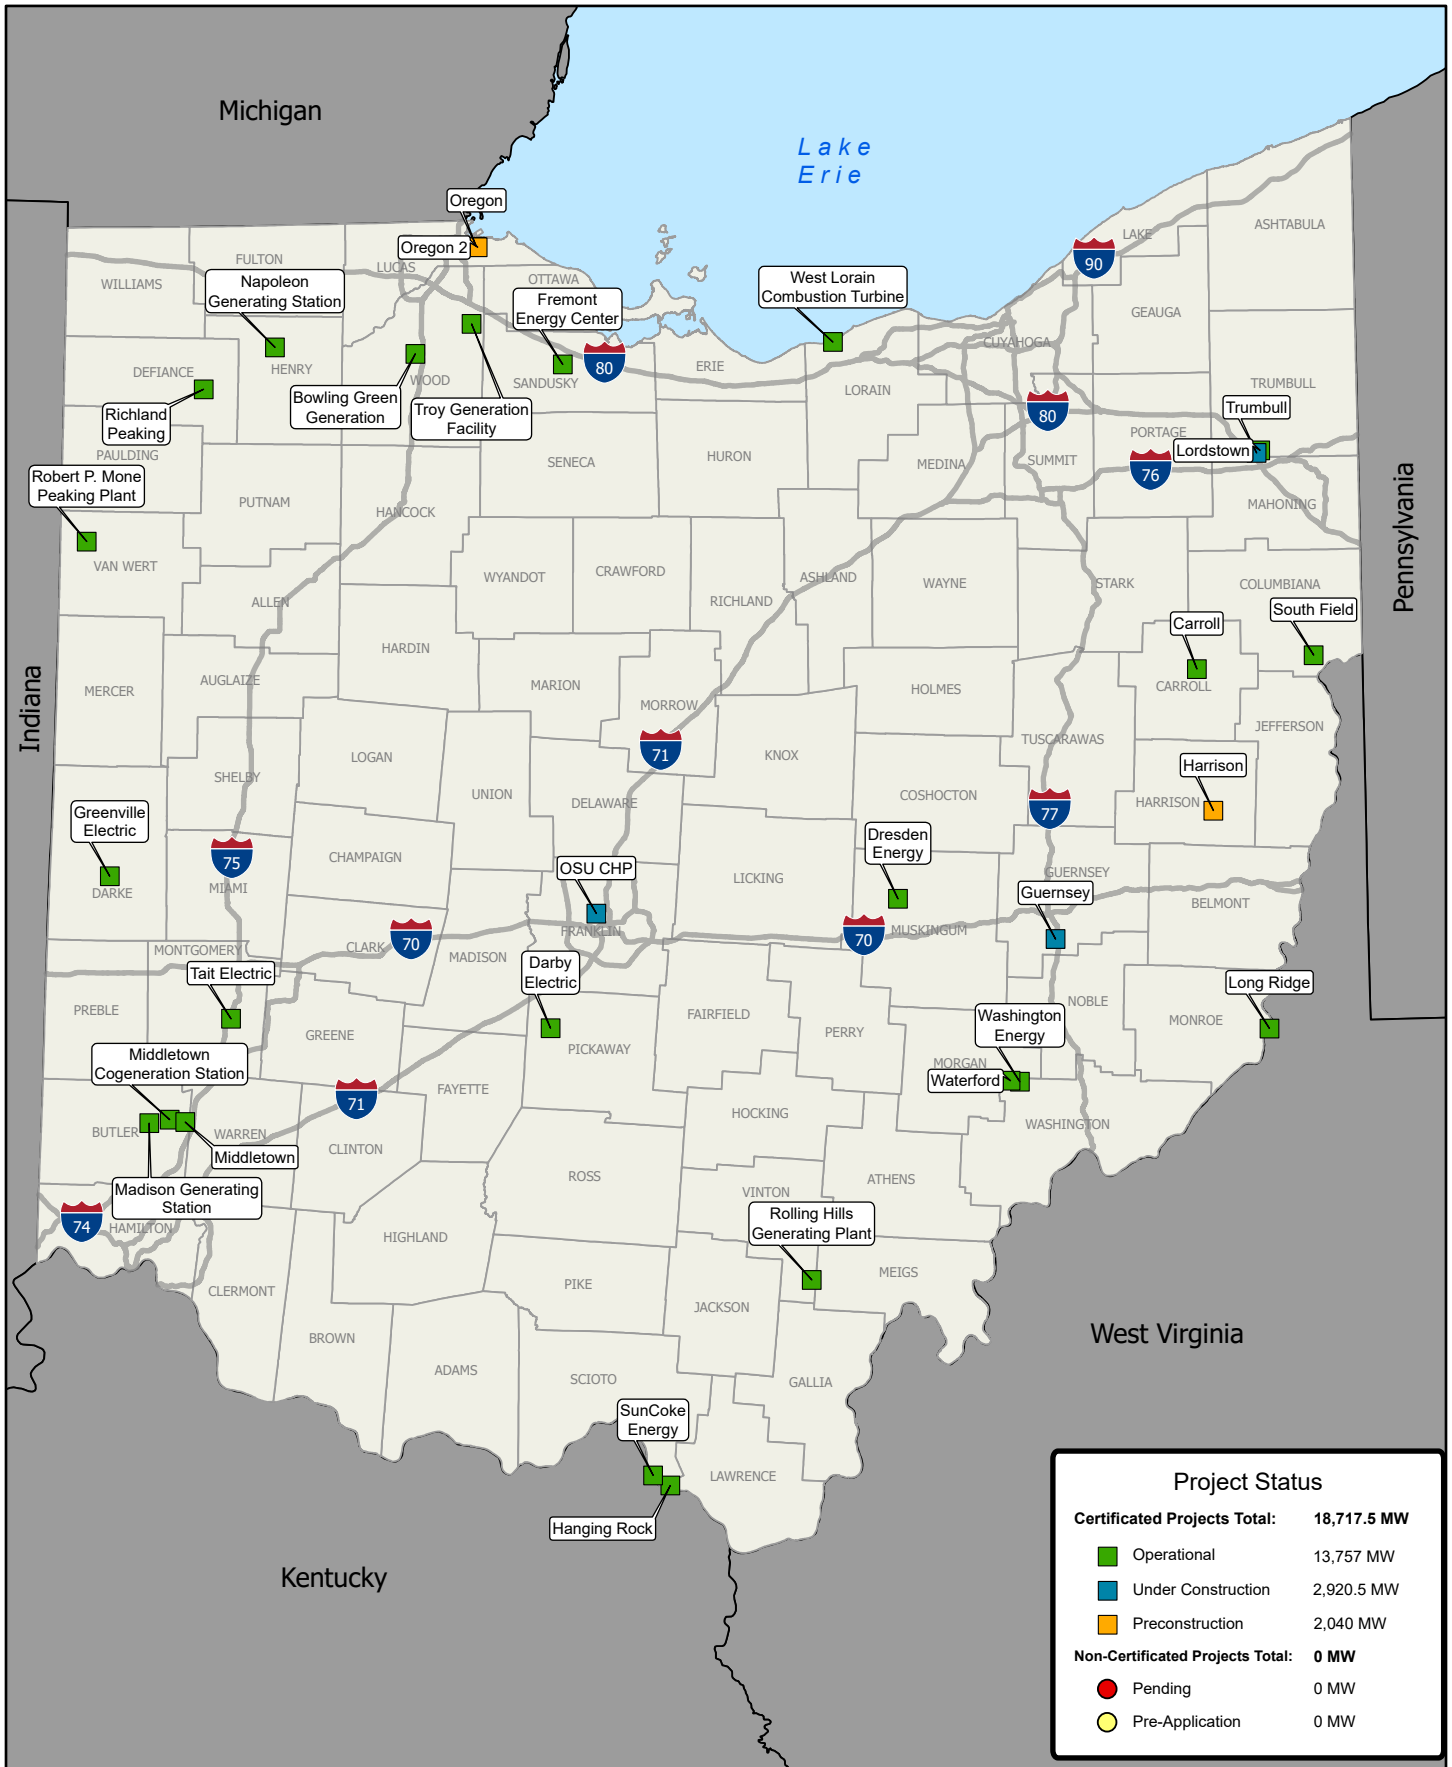 Michigan
Lake
Erie
Oregon
Oregon 2
ASHTABULA
LAKE
90
FULTON
LUCAS
WILLIAMS
Napoleon
Generating Station
OTTAWA
Fremont
Energy Center
West Lorain
Combustion Turbine
GEAUGA
CUYAHOGA
80
ERIE
DEFIANCE
HENRY
WOOD
SANDUSKY
LORAIN
TRUMBULL
Richland
Peaking
Bowling Green
Generation
Troy Generation
Facility
80
Trumbull
PORTAGE
Lordstown
PAULDING
SENECA
HURON
MEDINA
SUMMIT
76
Robert P. Mone
Peaking Plant
PUTNAM
HANCOCK
MAHONING
Pennsylvania
VAN WERT
WYANDOT
CRAWFORD
RICHLAND
ASHLAND
WAYNE
STARK
COLUMBIANA
ALLEN
South Field
Carroll
HARDIN
MERCER
AUGLAIZE
MARION
MORROW
HOLMES
CARROLL
Indiana
71
KNOX
TUSCARAWAS
JEFFERSON
LOGAN
SHELBY
UNION
DELAWARE
COSHOCTON
77
Harrison
HARRISON
Greenville
Electric
75
MIAMI
DARKE
CHAMPAIGN
OSU CHP
LICKING
Dresden
Energy
GUERNSEY
Guernsey
BELMONT
FRANKLIN
70
MUSKINGUM
MONTGOMERY
CLARK
70
MADISON
Tait Electric
Darby
Electric
Long Ridge
PREBLE
GREENE
PICKAWAY
FAIRFIELD
PERRY
Washington
Energy
NOBLE
MONROE
Middletown
Cogeneration Station
FAYETTE
MORGAN
Waterford
71
HOCKING
WASHINGTON
BUTLER
WARREN
CLINTON
Middletown
Madison Generating
Station
ROSS
ATHENS
VINTON
74
HAMILTON
Rolling Hills
Generating Plant
HIGHLAND
MEIGS
CLERMONT
PIKE
JACKSON
BROWN
West Virginia
ADAMS
SCIOTO
GALLIA
SunCoke
Energy
LAWRENCE
Hanging Rock
Kentucky
Project Status
Certificated Projects Total: 18,717.5 MW
Operational 13,757 MW
Under Construction 2,920.5 MW
Preconstruction 2,040 MW
Non-Certificated Projects Total: 0 MW
Pending 0 MW
Pre-Application 0 MW